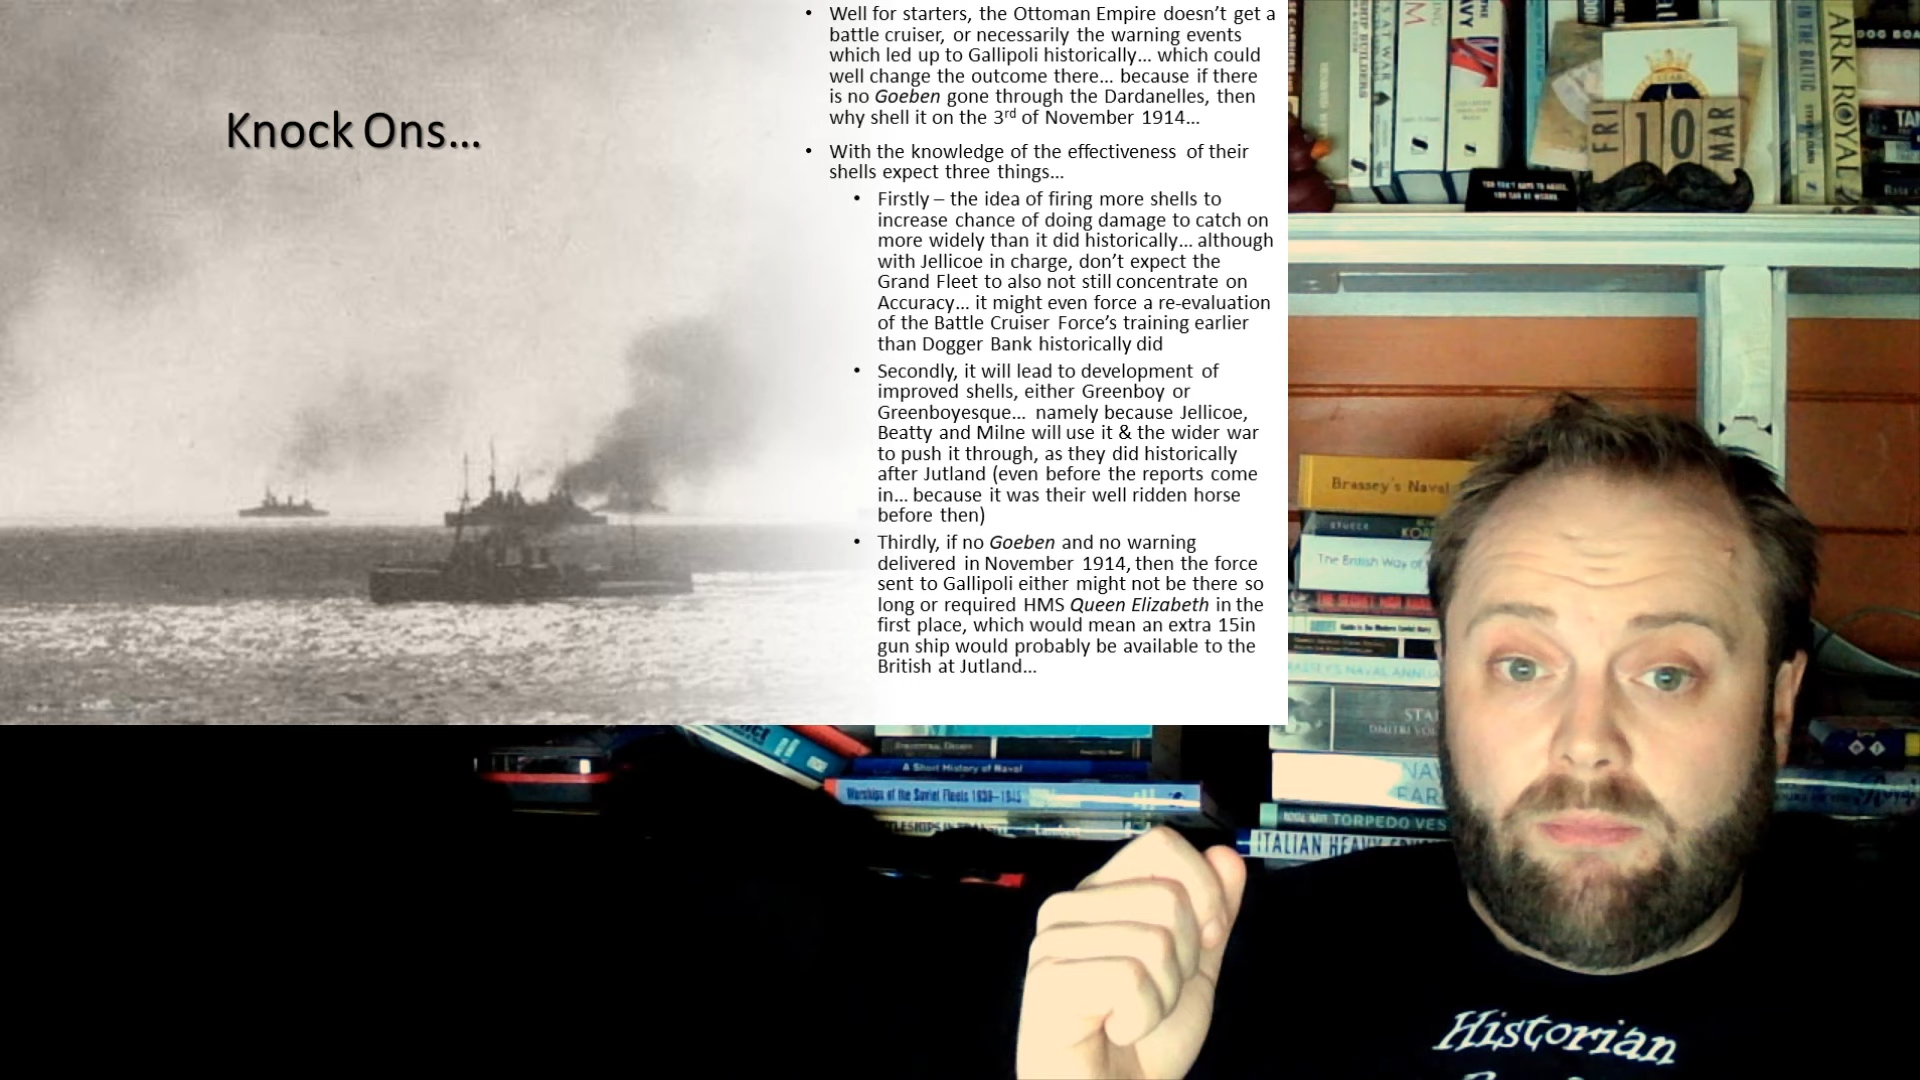 Knock Ons...
• Well for starters, the Ottoman Empire doesn't get a
battle cruiser, or necessarily the warning events
which led up to Gallipoli historically... which could
well change the outcome there... because if there
is no Goeben gone through the Dardanelles, then
why shell it on the 3rd of November 1914...
• With the knowledge of the effectiveness of their
shells expect three things...
• Firstly – the idea of firing more shells to
increase chance of doing damage to catch on
more widely than it did historically... although
with Jellicoe in charge, don't expect the
Grand Fleet to also not still concentrate on
Accuracy... it might even force a re-evaluation
of the Battle Cruiser Force's training earlier
than Dogger Bank historically did
• Secondly, it will lead to development of
improved shells, either Greenboy or
Greenboyesque... namely because Jellicoe,
Beatty and Milne will use it & the wider war
to push it through, as they did historically
after Jutland (even before the reports come
in... because it was their well ridden horse
before then)
• Thirdly, if no Goeben and no warning
delivered in November 1914, then the force
sent to Gallipoli either might not be there so
long or required HMS Queen Elizabeth in the
first place, which would mean an extra 15in
gun ship would probably be available to the
British at Jutland...
SHIP BUILDERS
AT WAR
IN THE BALTIC
ARK ROYAL
FRI
10
MAR
Brassey's Naval
The British Way of
BRASSEY'S NAVAL ANNUAL
A Short History of Naval
Warships of the Soviet Fleets 1939–1945
TORPEDO VES
ITALIAN HEAVY
Historian